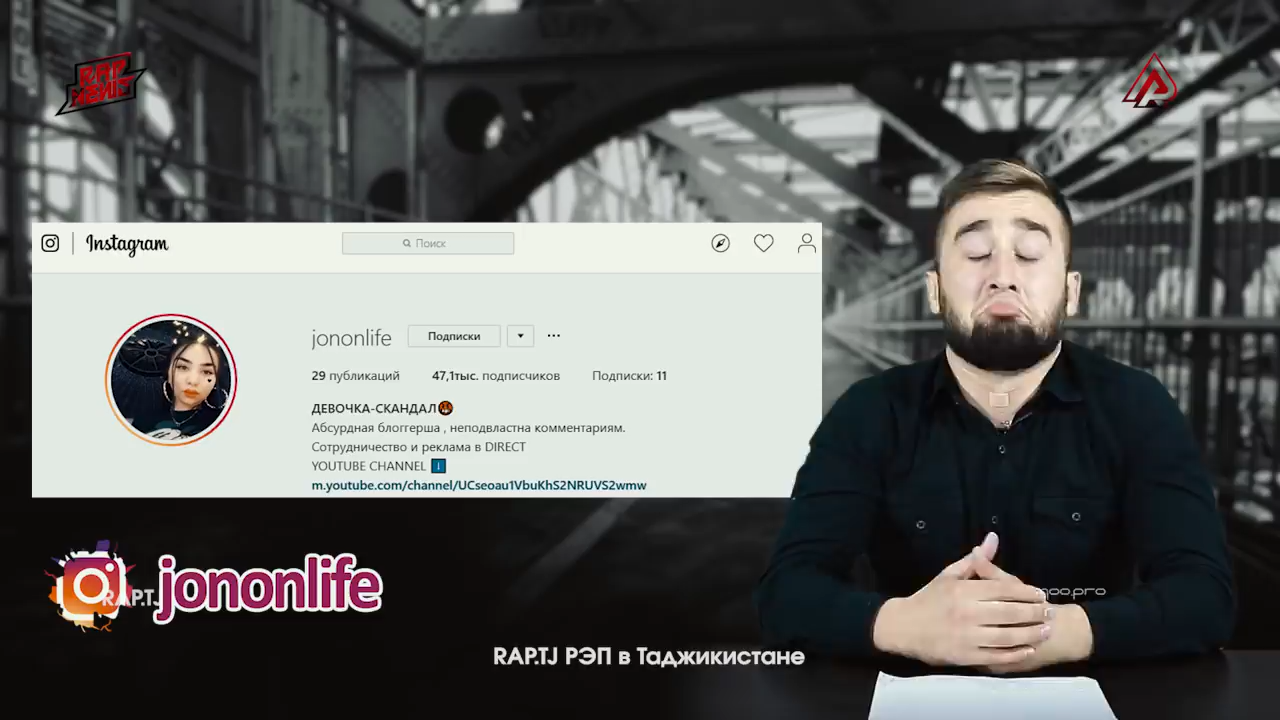 RAP
Instagram
Поиск
jononlife
Подписки
29 публикаций
47,1тыс. подписчиков
Подписки: 11
ДЕВОЧКА-СКАНДАЛ
Абсурдная блоггерша , неподвластна комментариям.
Сотрудничество и реклама в DIRECT
YOUTUBE CHANNEL
m.youtube.com/channel/UCseoau1VbuKhS2NRUVS2wmw
RAP.TJ
jononlife
RAP.TJ РЭП в Таджикистане